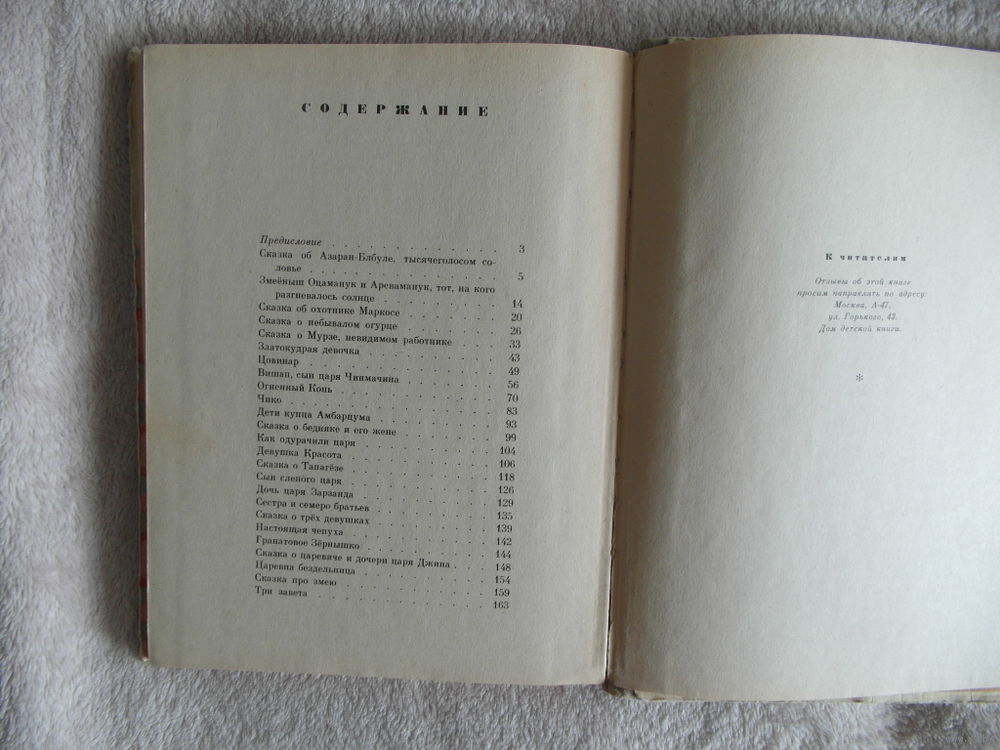 СОДЕРЖАНИЕ
Предисловие . . . . . . . . . . . . . 3
Сказка об Азаран-Блбуле, тысячеголосом со-
ловье . . . . . . . . . . . . . 5
Змеёныш Оцаманук и Ареваманук, тот, на кого
разгневалось солнце . . . . . . . . 14
Сказка об охотнике Маркосе . . . . . . . 20
Сказка о небывалом огурце . . . . . . . 26
Сказка о Мурзе, невидимом работнике . . . 33
Златокудрая девочка . . . . . . . . . . 43
Цовинар . . . . . . . . . . . . . . 49
Вишап, сын царя Чинмачина . . . . . . . 56
Огненный Конь . . . . . . . . . . . . 70
Чико . . . . . . . . . . . . . . . 83
Дети купца Амбарцума . . . . . . . . . 93
Сказка о бедняке и его жене . . . . . . . 99
Как одурачили царя . . . . . . . . . . 104
Девушка Красота . . . . . . . . . . . 106
Сказка о Тапагёзе . . . . . . . . . . . 118
Сын слепого царя . . . . . . . . . . . 126
Дочь царя Зарзанда . . . . . . . . . . 129
Сестра и семеро братьев . . . . . . . . 135
Сказка о трёх девушках . . . . . . . . 139
Настоящая чепуха . . . . . . . . . . . 142
Гранатовое Зёрнышко . . . . . . . . . 144
Сказка о царевиче и дочери царя Джина . . . 148
Царевна бездельница . . . . . . . . . . 154
Сказка про змею . . . . . . . . . . . 159
Три завета . . . . . . . . . . . . . 163
К читателям
Отзывы об этой книге
просим направлять по адресу:
Москва, А-47,
ул. Горького, 43.
Дом детской книги.
*